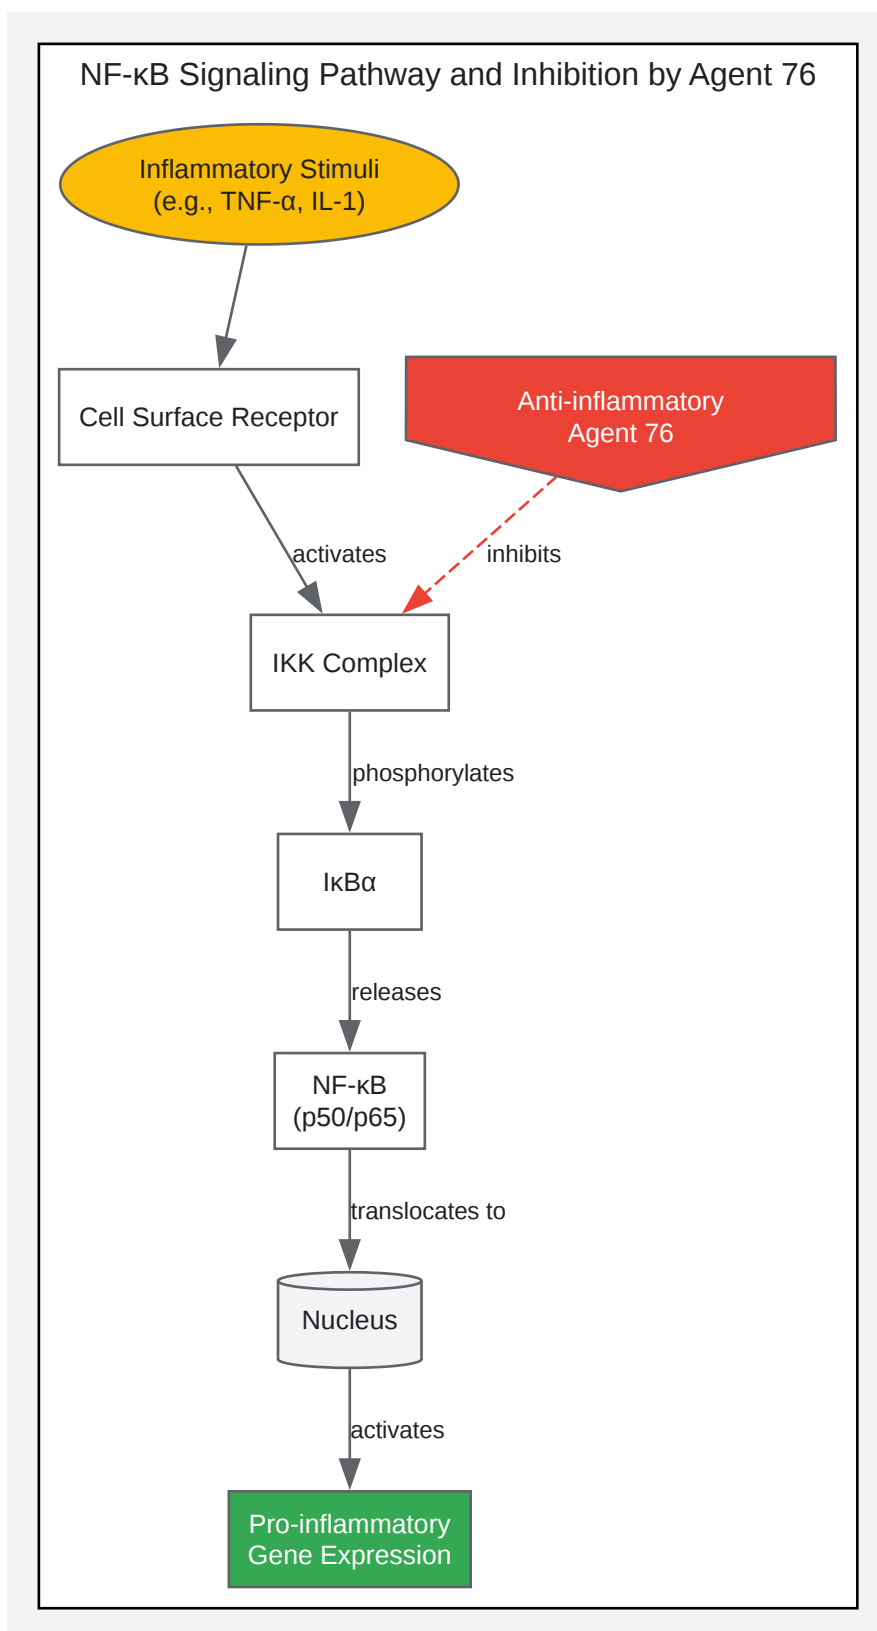 NF-κB Signaling Pathway and Inhibition by Agent 76
Inflammatory Stimuli
(e.g., TNF-α, IL-1)
Cell Surface Receptor
Anti-inflammatory
Agent 76
activates
inhibits
IKK Complex
phosphorylates
IκBα
releases
NF-κB
(p50/p65)
translocates to
Nucleus
activates
Pro-inflammatory
Gene Expression